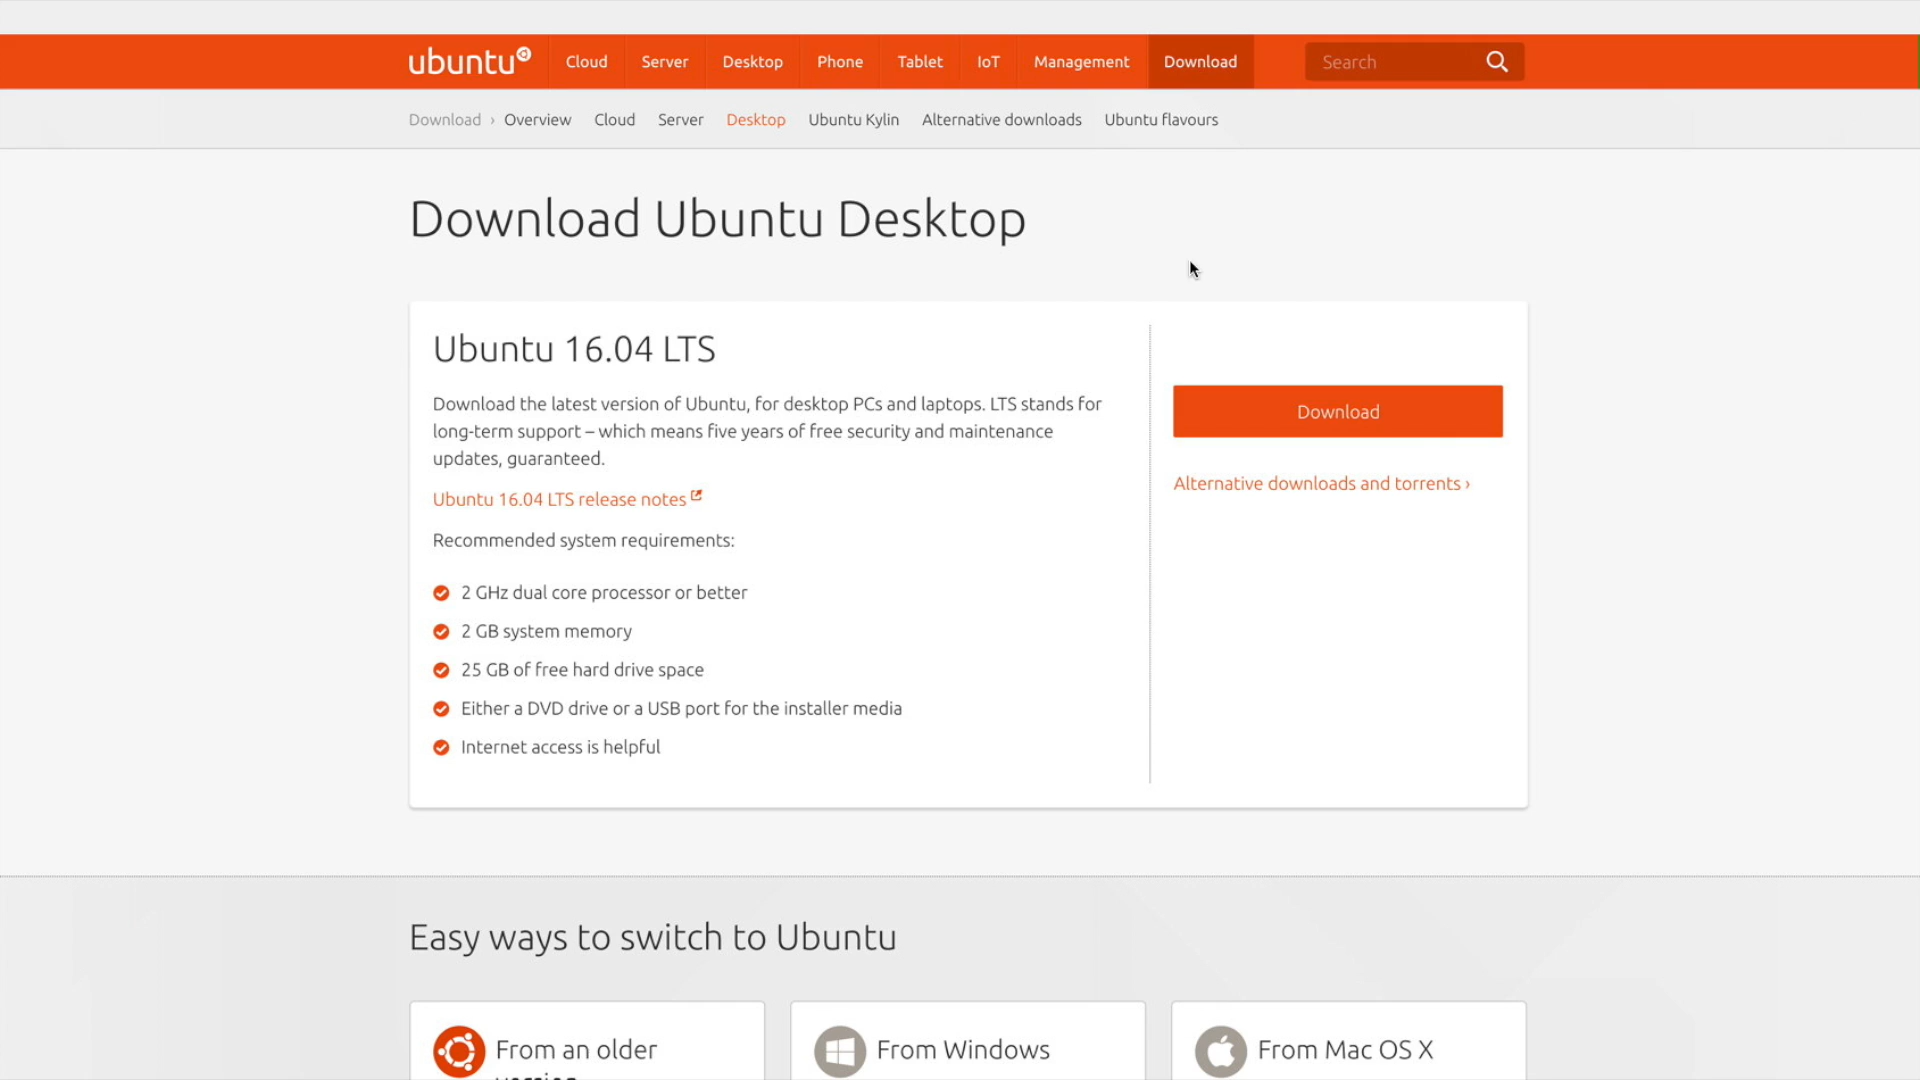 ubuntu Cloud Server Desktop Phone Tablet IoT Management Download Search
Download › Overview Cloud Server Desktop Ubuntu Kylin Alternative downloads Ubuntu flavours
Download Ubuntu Desktop
Ubuntu 16.04 LTS
Download the latest version of Ubuntu, for desktop PCs and laptops. LTS stands for
long-term support – which means five years of free security and maintenance
updates, guaranteed.
Ubuntu 16.04 LTS release notes
Recommended system requirements:
2 GHz dual core processor or better
2 GB system memory
25 GB of free hard drive space
Either a DVD drive or a USB port for the installer media
Internet access is helpful
Download
Alternative downloads and torrents ›
Easy ways to switch to Ubuntu
From an older
From Windows
From Mac OS X